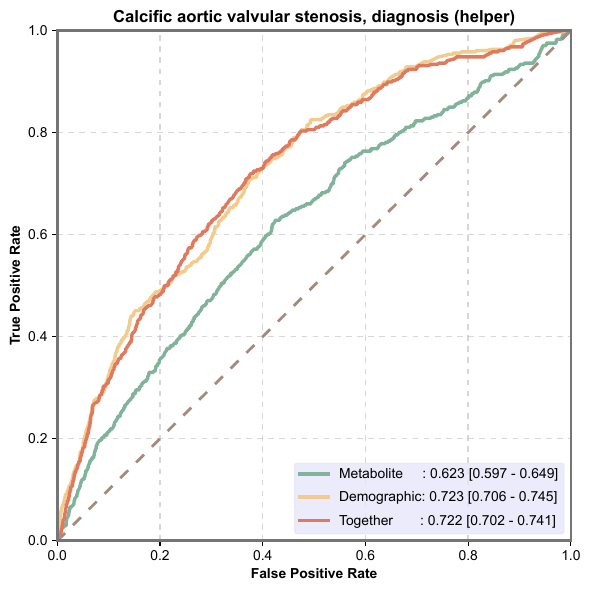 Calcific aortic valvular stenosis, diagnosis (helper)
True Positive Rate
1.0
0.8
0.6
0.4
0.2
0.0
Metabolite : 0.623 [0.597 - 0.649]
Demographic: 0.723 [0.706 - 0.745]
Together : 0.722 [0.702 - 0.741]
0.0 0.2 0.4 0.6 0.8 1.0
False Positive Rate